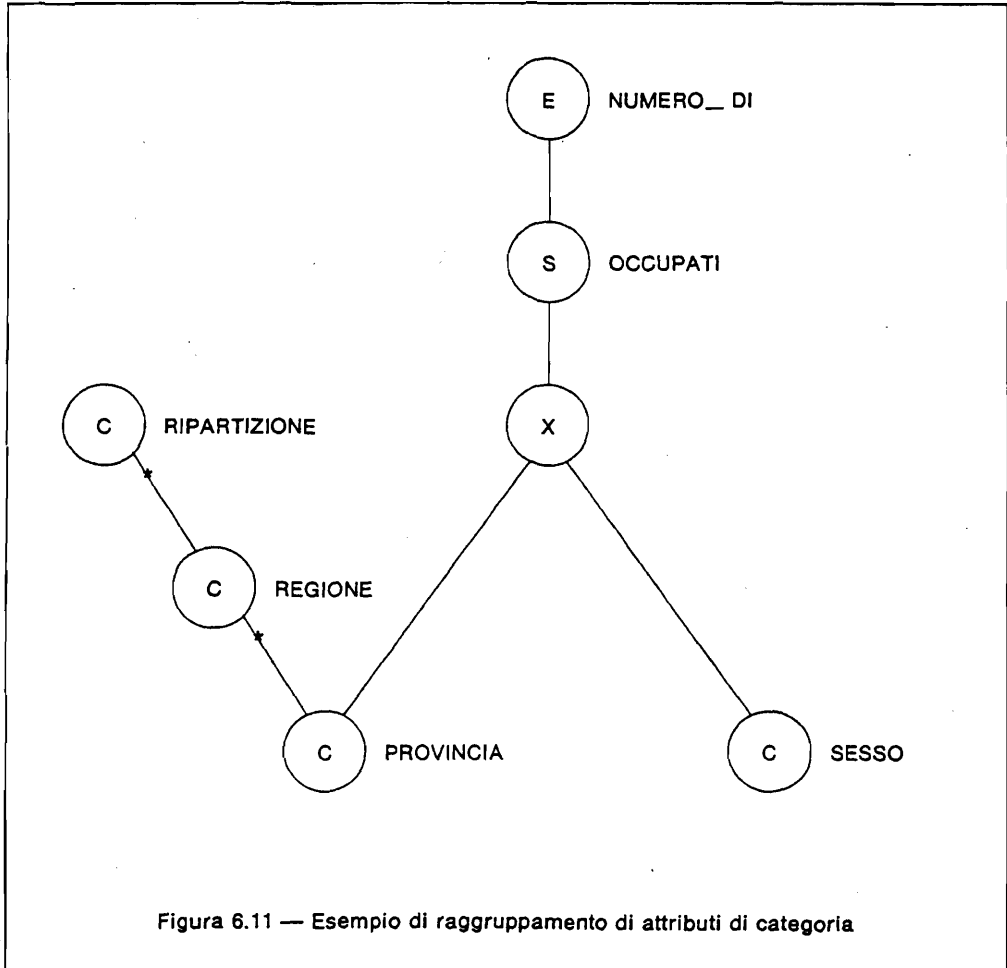 E NUMERO_ DI
S OCCUPATI
C RIPARTIZIONE
X
C REGIONE
*
*
C PROVINCIA
C SESSO
Figura 6.11 — Esempio di raggruppamento di attributi di categoria